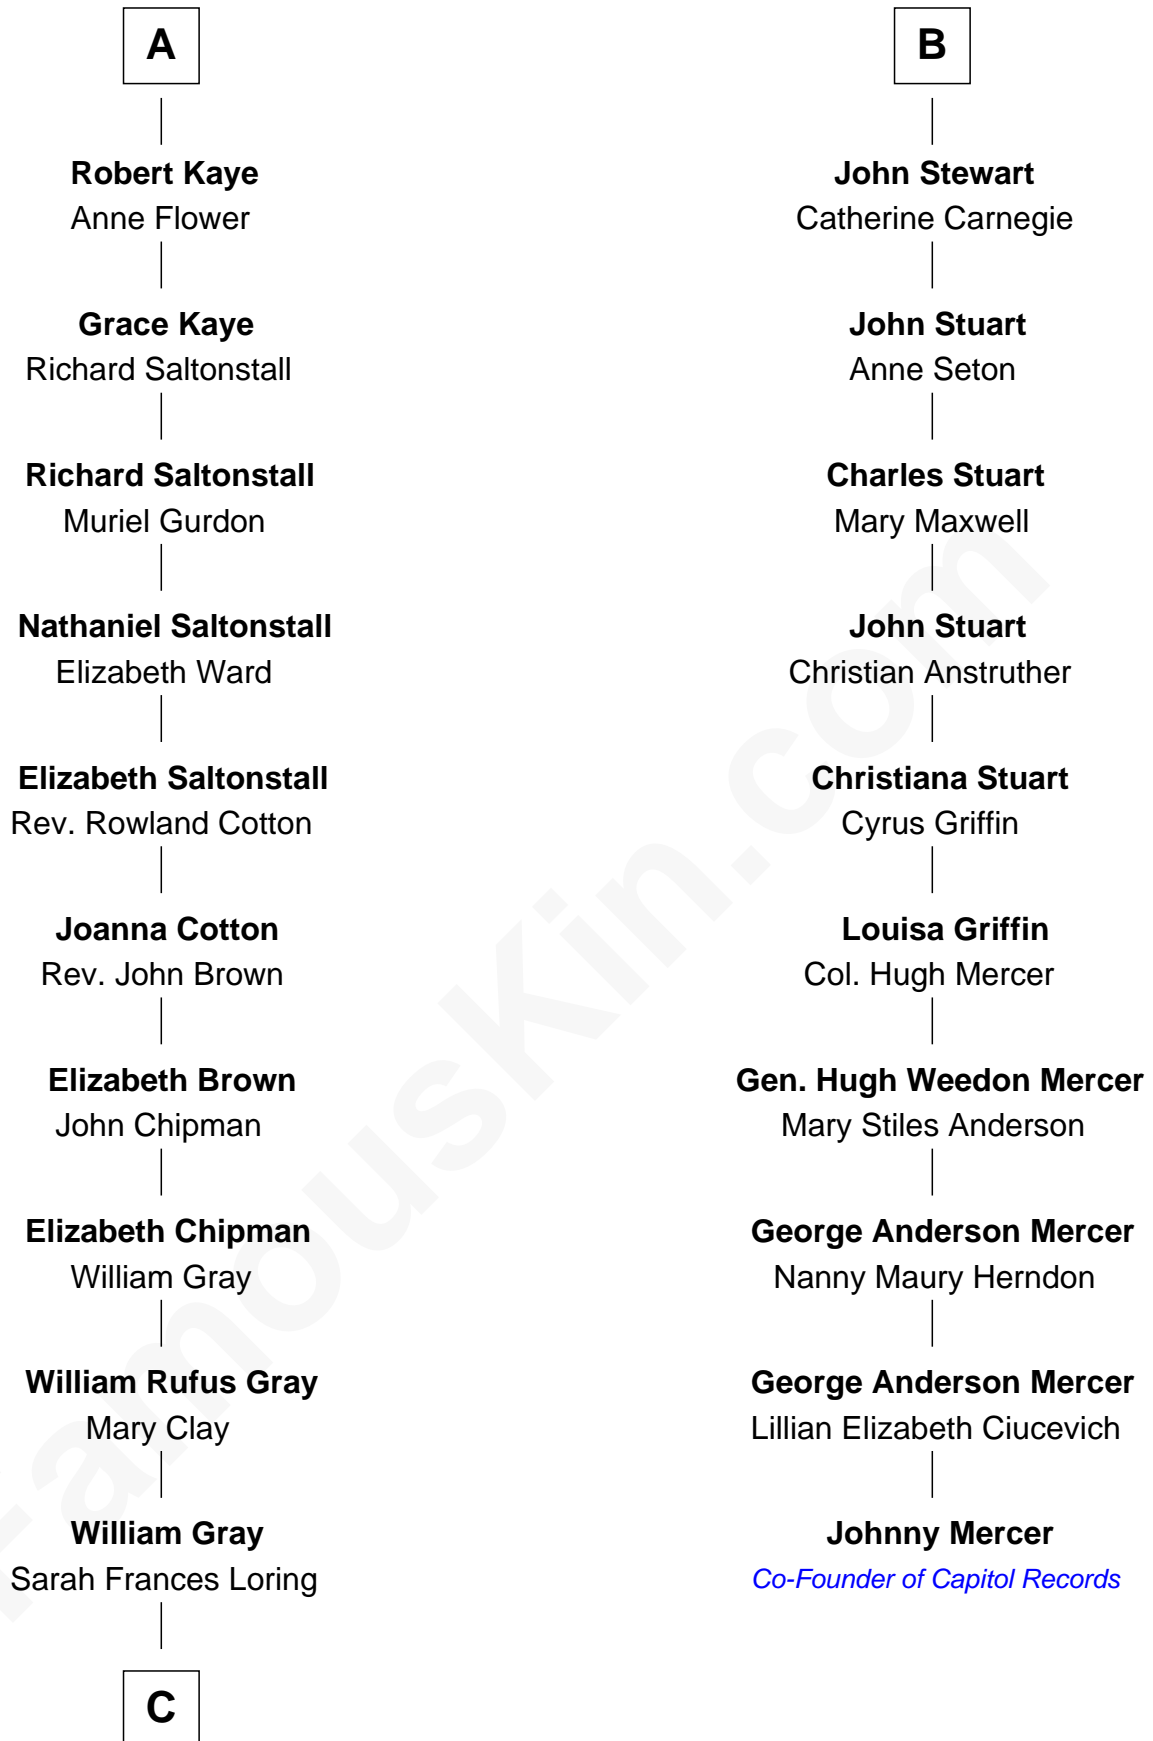 A
Robert Kaye
Anne Flower
Grace Kaye
Richard Saltonstall
Richard Saltonstall
Muriel Gurdon
Nathaniel Saltonstall
Elizabeth Ward
Elizabeth Saltonstall
Rev. Rowland Cotton
Joanna Cotton
Rev. John Brown
Elizabeth Brown
John Chipman
Elizabeth Chipman
William Gray
William Rufus Gray
Mary Clay
William Gray
Sarah Frances Loring
C
B
John Stewart
Catherine Carnegie
John Stuart
Anne Seton
Charles Stuart
Mary Maxwell
John Stuart
Christian Anstruther
Christiana Stuart
Cyrus Griffin
Louisa Griffin
Col. Hugh Mercer
Gen. Hugh Weedon Mercer
Mary Stiles Anderson
George Anderson Mercer
Nanny Maury Herndon
George Anderson Mercer
Lillian Elizabeth Ciucevich
Johnny Mercer
Co-Founder of Capitol Records
FamousKin.com